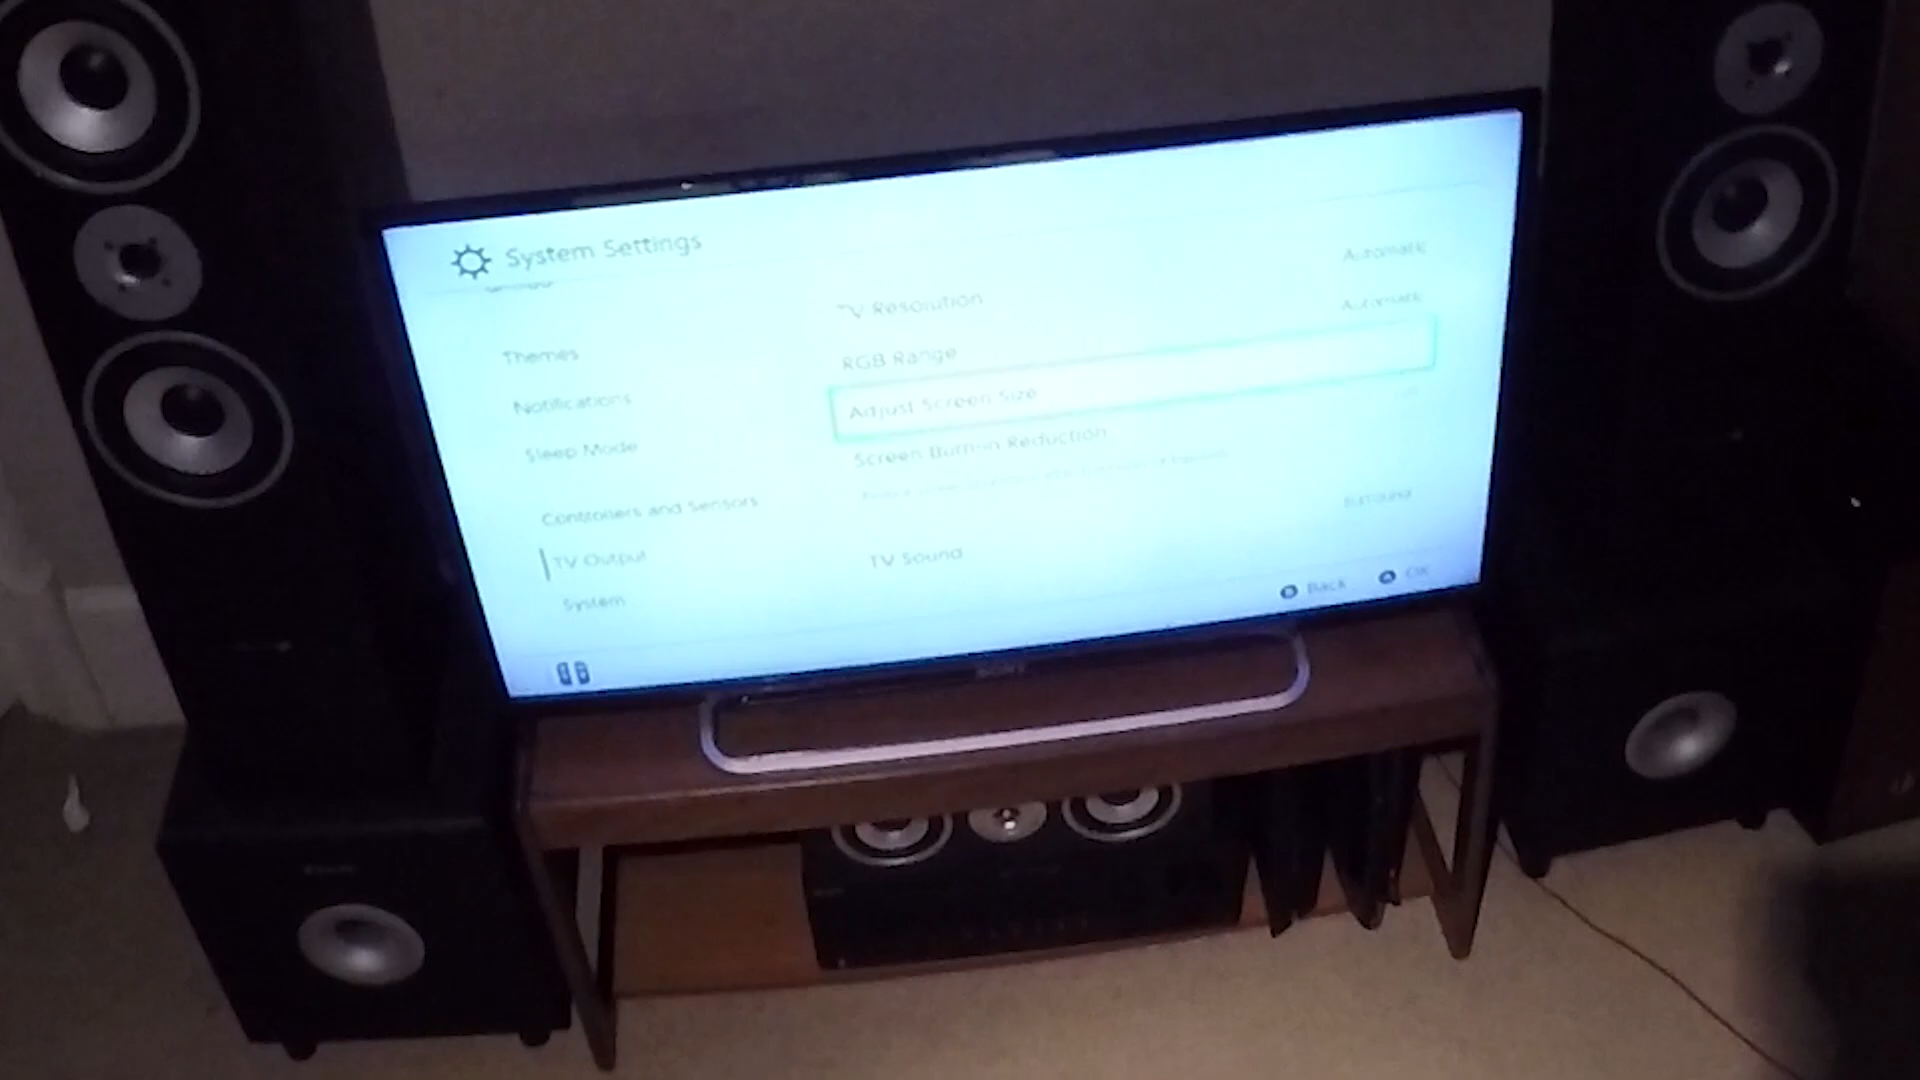 System Settings
Themes
Notifications
Sleep Mode
Controllers and Sensors
TV Output
System
Automatic
TV Resolution
Automatic
RGB Range
Adjust Screen Size
Screen Burn-in Reduction
Surround
TV Sound
Back
OK
SONY